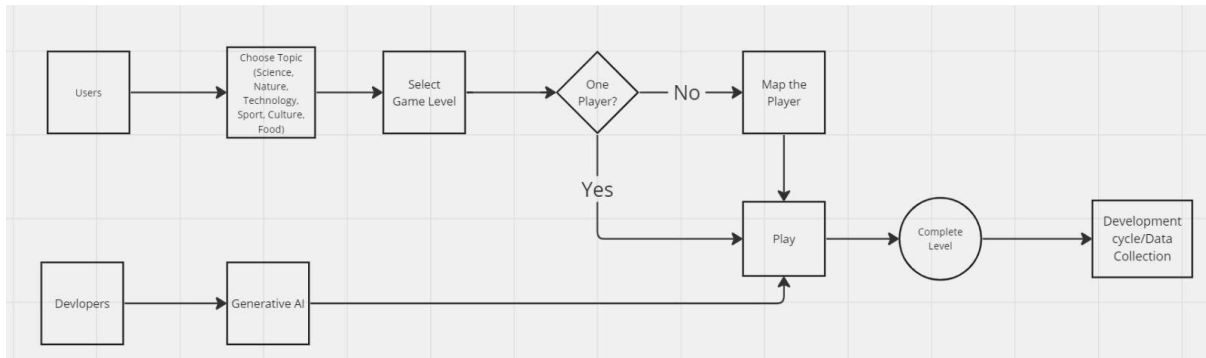 Users
Choose Topic
(Science,
Nature,
Technology,
Sport, Culture,
Food)
Select
Game Level
One
Player?
No
Map the
Player
Yes
Play
Complete
Level
Development
cycle/Data
Collection
Devlopers
Generative AI